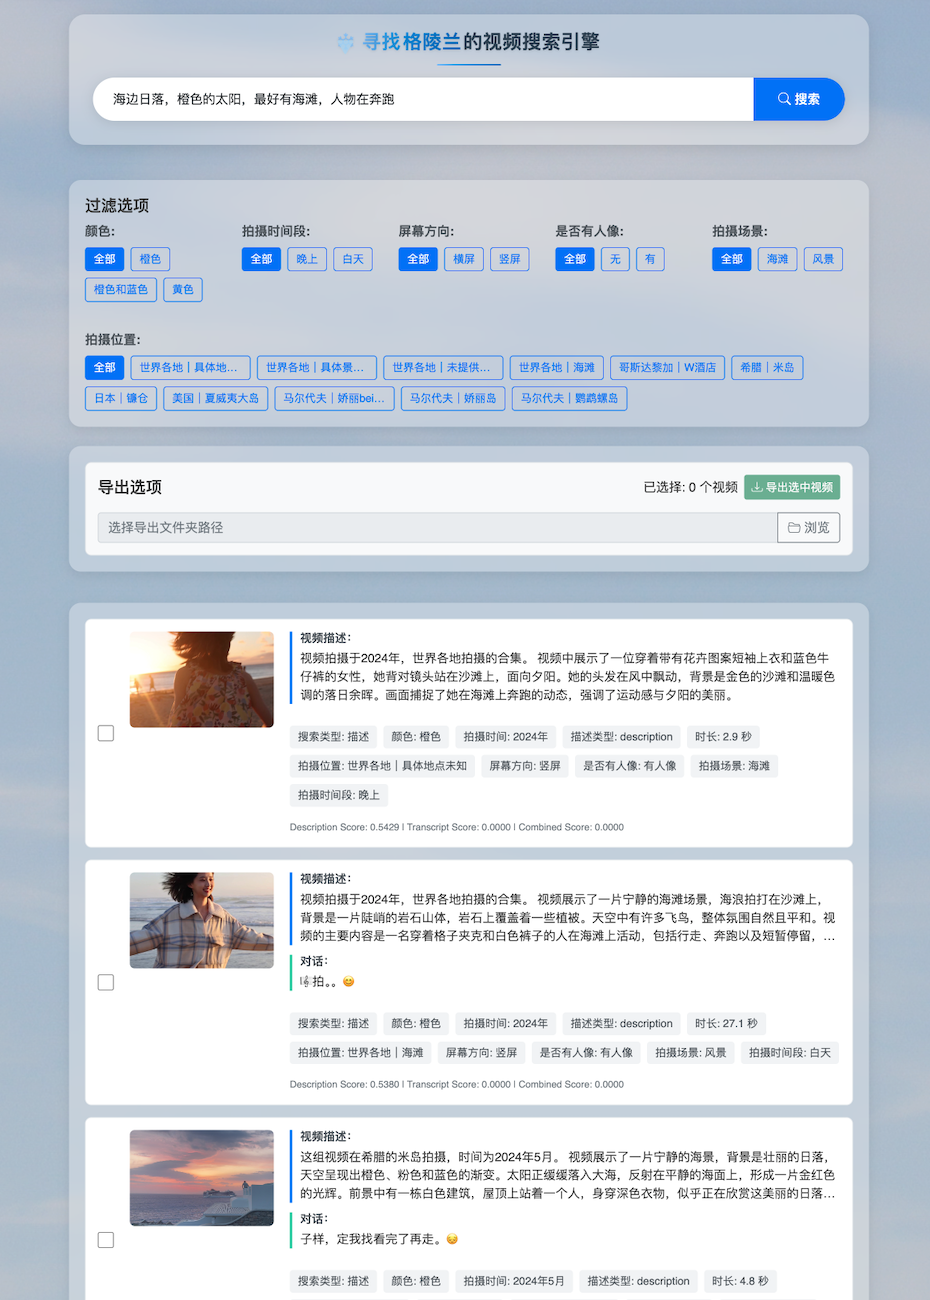 寻找格陵兰的视频搜索引擎
海边日落，橙色的太阳，最好有海滩，人物在奔跑
搜索
过滤选项
颜色:
全部 橙色
橙色和蓝色 黄色
拍摄时间段:
全部 晚上 白天
屏幕方向:
全部 横屏 竖屏
是否有人像:
全部 无 有
拍摄场景:
全部 海滩 风景
拍摄位置:
全部 世界各地｜具体地... 世界各地｜具体景... 世界各地｜未提供... 世界各地｜海滩 哥斯达黎加｜W酒店 希腊｜米岛
日本｜镰仓 美国｜夏威夷大岛 马尔代夫｜娇丽bei... 马尔代夫｜娇丽岛 马尔代夫｜鹦鹉螺岛
导出选项
已选择: 0 个视频 导出选中视频
选择导出文件夹路径 浏览
视频描述:
视频拍摄于2024年，世界各地拍摄的合集。 视频中展示了一位穿着带有花卉图案短袖上衣和蓝色牛
仔裤的女性，她背对镜头站在沙滩上，面向夕阳。她的头发在风中飘动，背景是金色的沙滩和温暖色
调的落日余晖。画面捕捉了她在海滩上奔跑的动态，强调了运动感与夕阳的美丽。
搜索类型: 描述 颜色: 橙色 拍摄时间: 2024年 描述类型: description 时长: 2.9 秒
拍摄位置: 世界各地｜具体地点未知 屏幕方向: 竖屏 是否有人像: 有人像 拍摄场景: 海滩
拍摄时间段: 晚上
Description Score: 0.5429 | Transcript Score: 0.0000 | Combined Score: 0.0000
视频描述:
视频拍摄于2024年，世界各地拍摄的合集。 视频展示了一片宁静的海滩场景，海浪拍打在沙滩上，
背景是一片陡峭的岩石山体，岩石上覆盖着一些植被。天空中有许多飞鸟，整体氛围自然且平和。视
频的主要内容是一名穿着格子夹克和白色裤子的人在海滩上活动，包括行走、奔跑以及短暂停留，...
对话:
🎼拍。。😊
搜索类型: 描述 颜色: 橙色 拍摄时间: 2024年 描述类型: description 时长: 27.1 秒
拍摄位置: 世界各地｜海滩 屏幕方向: 竖屏 是否有人像: 有人像 拍摄场景: 风景 拍摄时间段: 白天
Description Score: 0.5380 | Transcript Score: 0.0000 | Combined Score: 0.0000
视频描述:
这组视频在希腊的米岛拍摄，时间为2024年5月。 视频展示了一片宁静的海景，背景是壮丽的日落，
天空呈现出橙色、粉色和蓝色的渐变。太阳正缓缓落入大海，反射在平静的海面上，形成一片金红色
的光辉。前景中有一栋白色建筑，屋顶上站着一个人，身穿深色衣物，似乎正在欣赏这美丽的日落...
对话:
子样，定我找看完了再走。😔
搜索类型: 描述 颜色: 橙色 拍摄时间: 2024年5月 描述类型: description 时长: 4.8 秒